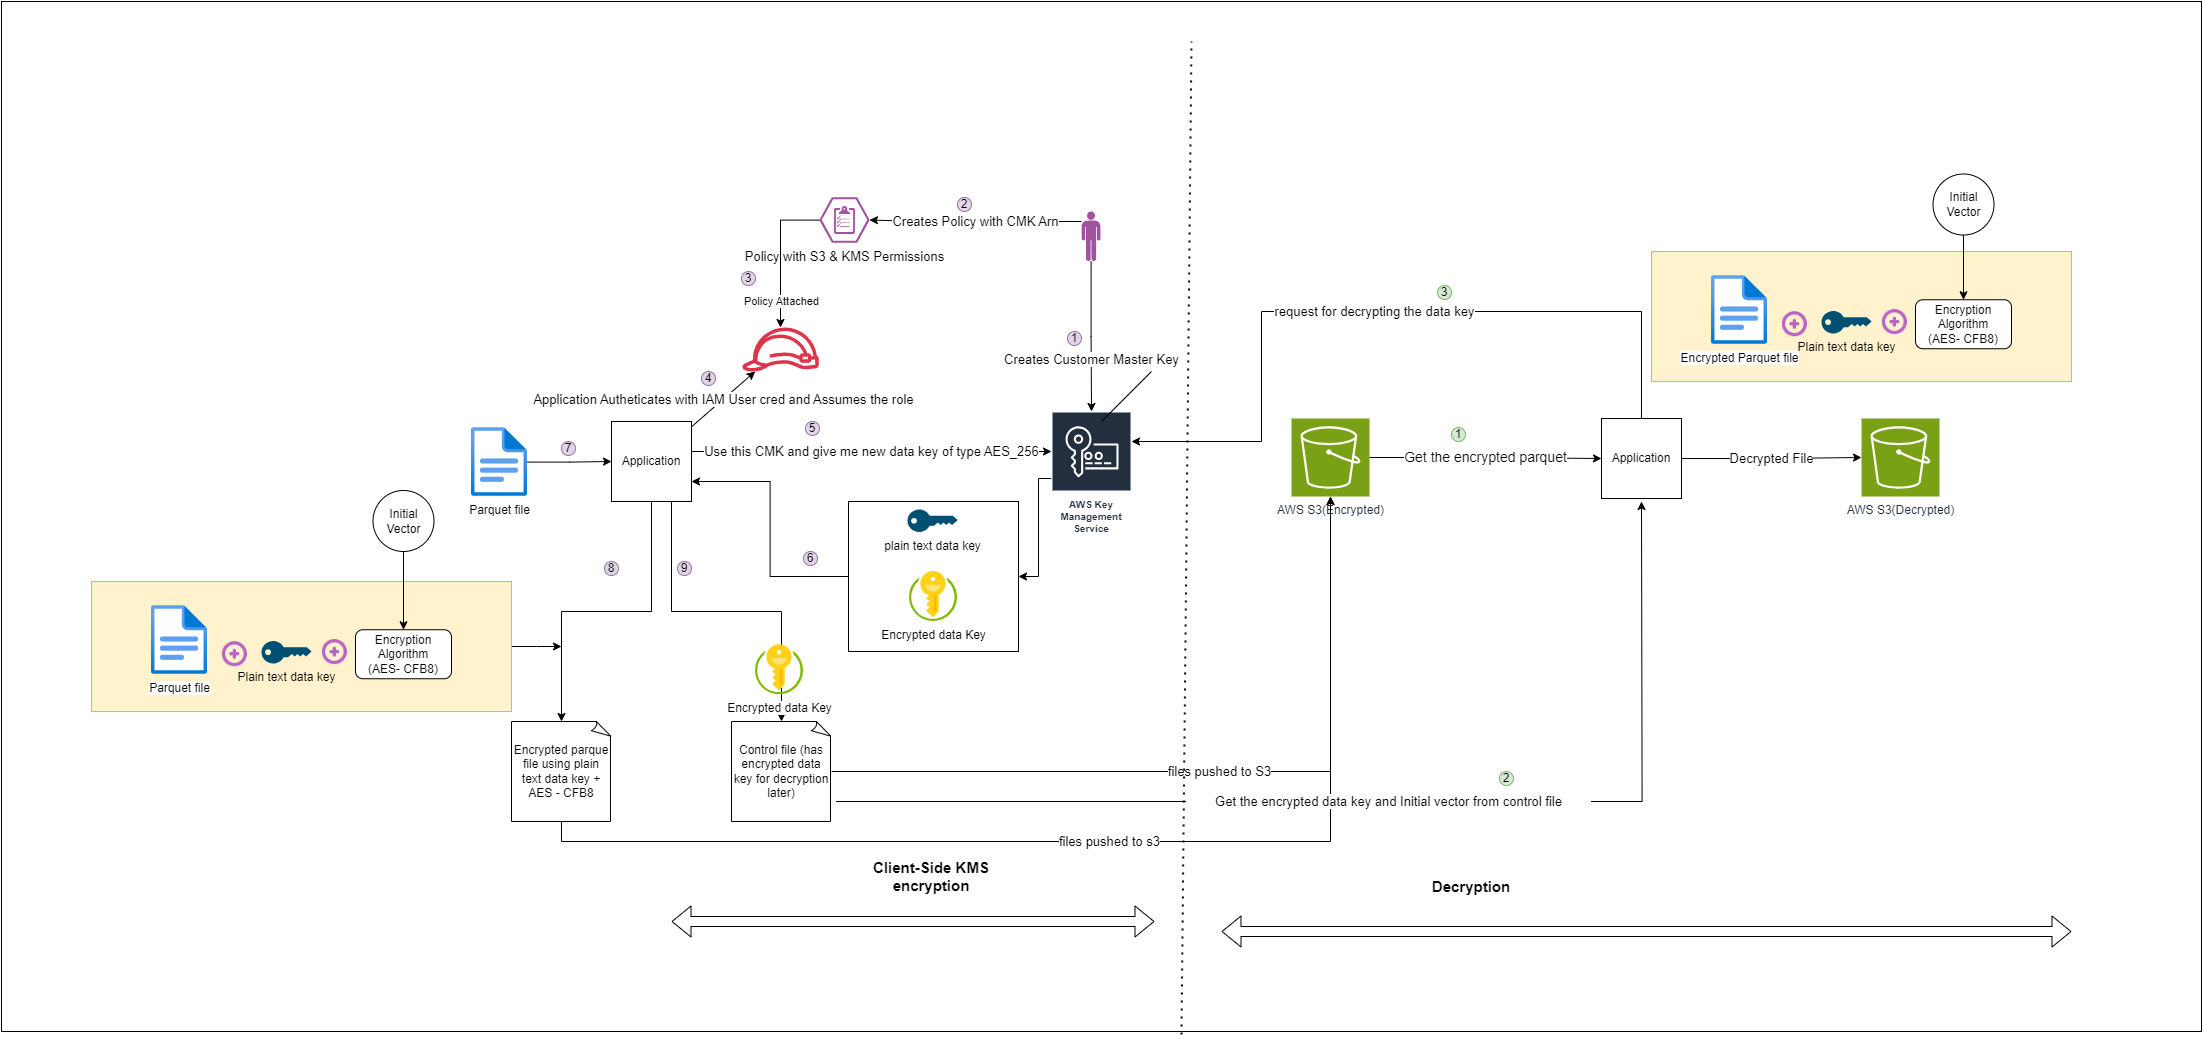 2
Creates Policy with CMK Arn
Policy with S3 & KMS Permissions
3
Policy Attached
1
Creates Customer Master Key
4
Application Autheticates with IAM User cred and Assumes the role
5
Use this CMK and give me new data key of type AES_256
7
Application
Parquet file
AWS Key
Management
Service
plain text data key
6
Encrypted data Key
8
9
Initial
Vector
Encryption
Algorithm
(AES- CFB8)
Plain text data key
Parquet file
Encrypted data Key
Encrypted parque
file using plain
text data key +
AES - CFB8
Control file (has
encrypted data
key for decryption
later)
files pushed to S3
files pushed to s3
Client-Side KMS
encryption
Initial
Vector
Encryption
Algorithm
(AES- CFB8)
Plain text data key
Encrypted Parquet file
3
request for decrypting the data key
1
Get the encrypted parquet
Application
Decrypted File
AWS S3(Encrypted)
AWS S3(Decrypted)
2
Get the encrypted data key and Initial vector from control file
Decryption